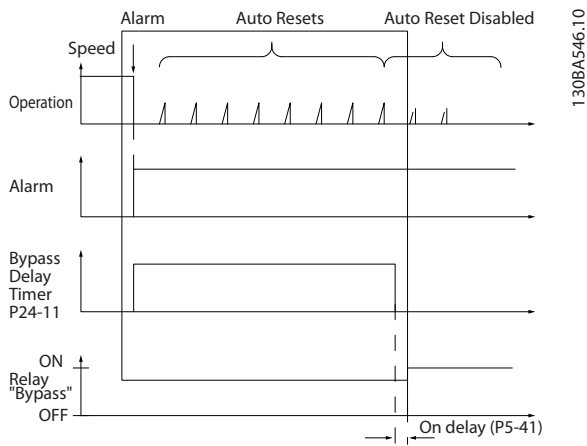 Alarm
Auto Resets
Auto Reset Disabled
Speed
Operation
Alarm
Bypass
Delay
Timer
P24-11
ON
Relay
"Bypass"
OFF
On delay (P5-41)
130BA546.10